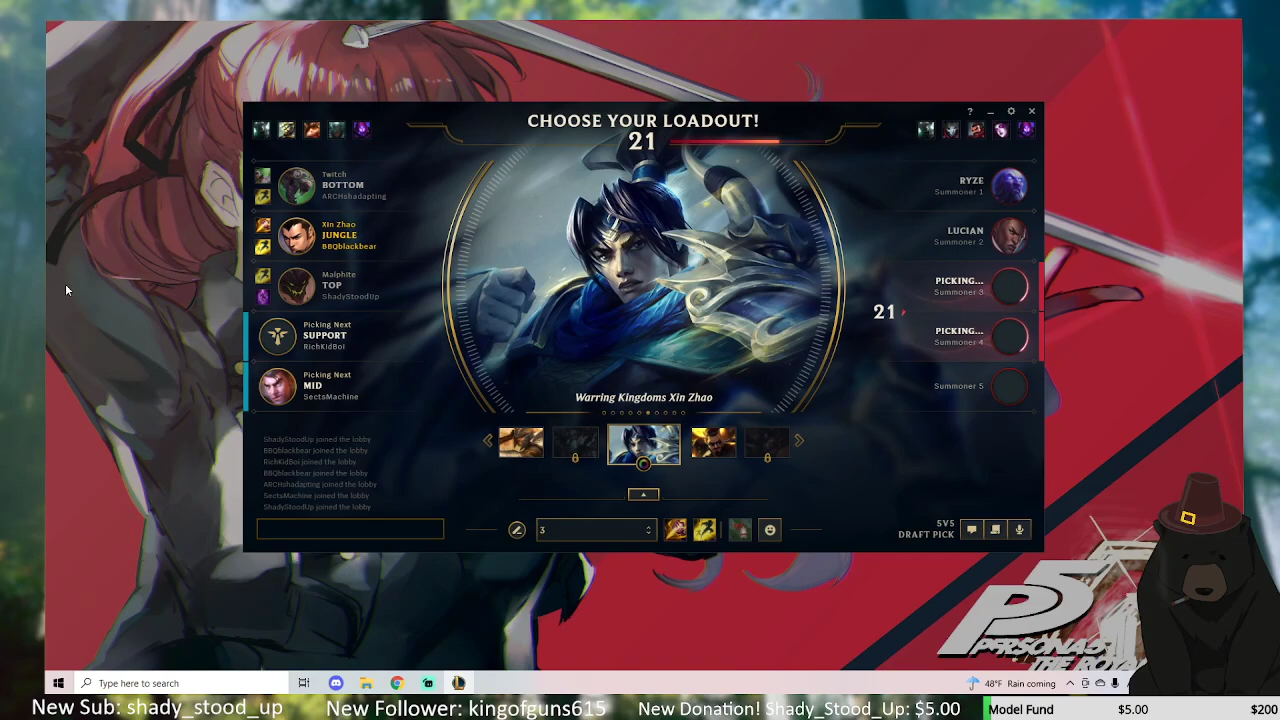 CHOOSE YOUR LOADOUT!
21
?
Twitch
BOTTOM
ARCHshadapting
Xin Zhao
JUNGLE
BBQblackbear
Malphite
TOP
ShadyStoodUp
Picking Next
SUPPORT
RichKidBoi
Picking Next
MID
SectsMachine
RYZE
Summoner 1
LUCIAN
Summoner 2
PICKING...
Summoner 3
21
PICKING...
Summoner 4
Summoner 5
Warring Kingdoms Xin Zhao
ShadyStoodUp joined the lobby
BBQblackbear joined the lobby
RichKidBoi joined the lobby
BBQblackbear joined the lobby
ARCHshadapting joined the lobby
SectsMachine joined the lobby
ShadyStoodUp joined the lobby
3
5V5
DRAFT PICK
P5
PERSONA5
THE ROYA
Type here to search
48°F Rain coming
New Sub: shady_stood_up
New Follower: kingofguns615
New Donation! Shady_Stood_Up: $5.00
Model Fund $5.00 $200